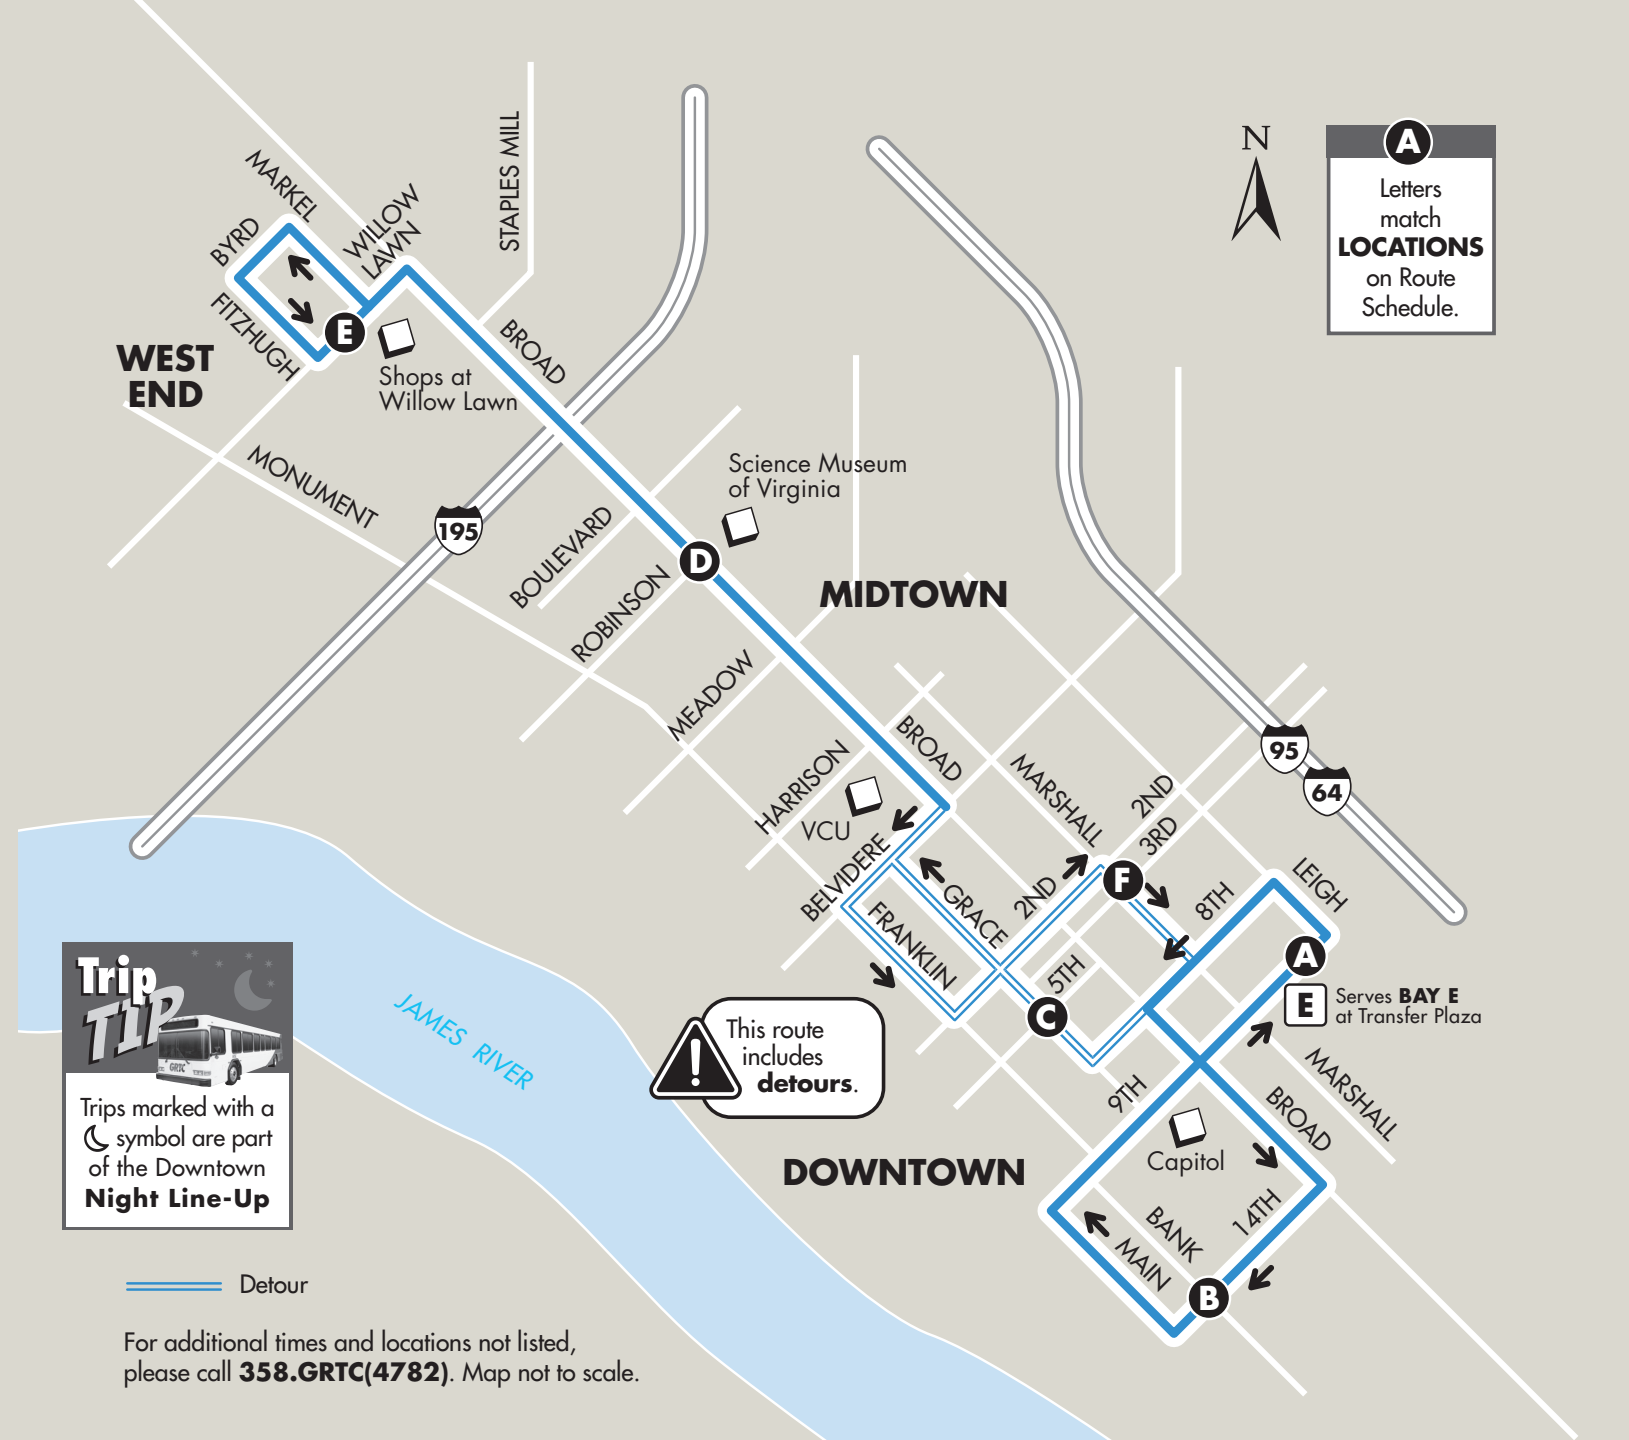 N
A
Letters
match
LOCATIONS
on Route
Schedule.
MARKEL
WILLOW
LAWN
STAPLES MILL
BYRD
FITZHUGH
E
WEST
END
Shops at
Willow Lawn
BROAD
MONUMENT
195
Science Museum
of Virginia
BOULEVARD
D
ROBINSON
MIDTOWN
MEADOW
HARRISON
BROAD
MARSHALL
95
64
2ND
3RD
VCU
BELVIDERE
FRANKLIN
GRACE
2ND
F
8TH
LEIGH
5TH
C
A
E
Serves BAY E
at Transfer Plaza
JAMES RIVER
This route
includes
detours.
!
9TH
BROAD
MARSHALL
Capitol
DOWNTOWN
BANK
14TH
MAIN
B
Trip
TIP
GRTC
Trips marked with a
symbol are part
of the Downtown
Night Line-Up
Detour
For additional times and locations not listed,
please call 358.GRTC(4782). Map not to scale.